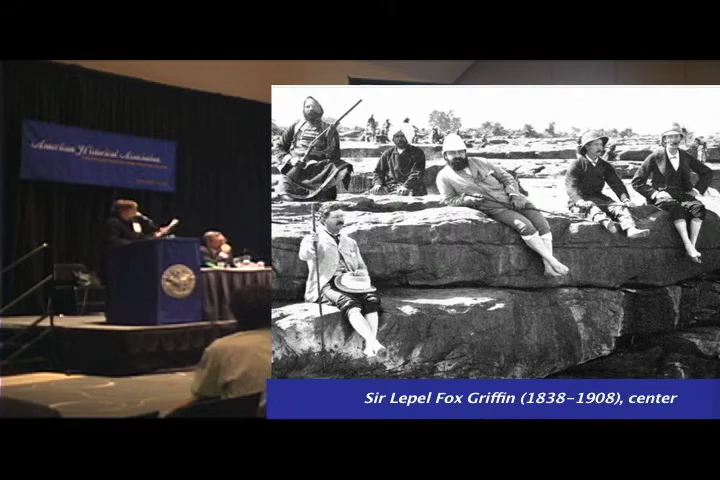 American Historical Association
Sir Lepel Fox Griffin (1838-1908), center